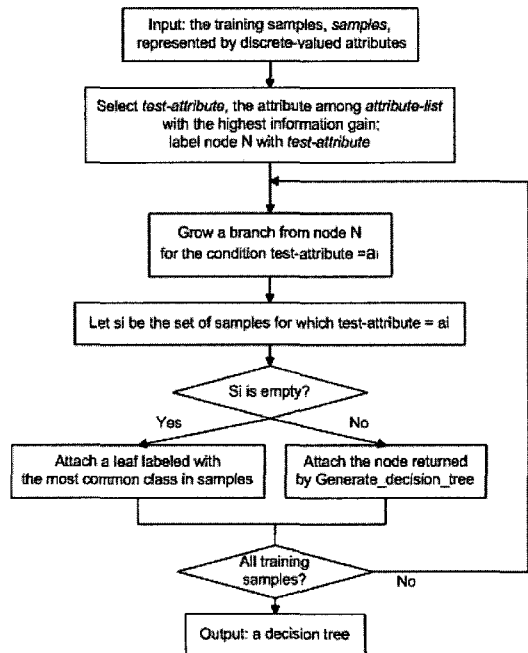 Input: the training samples, samples,
represented by discrete-valued attributes
Select test-attribute, the attribute among attribute-list
with the highest information gain;
label node N with test-attribute
Grow a branch from node N
for the condition test-attribute =ai
Let si be the set of samples for which test-attribute = ai
Si is empty?
Yes
No
Attach a leaf labeled with
the most common class in samples
Attach the node returned
by Generate_decision_tree
All training
samples?
No
Output: a decision tree